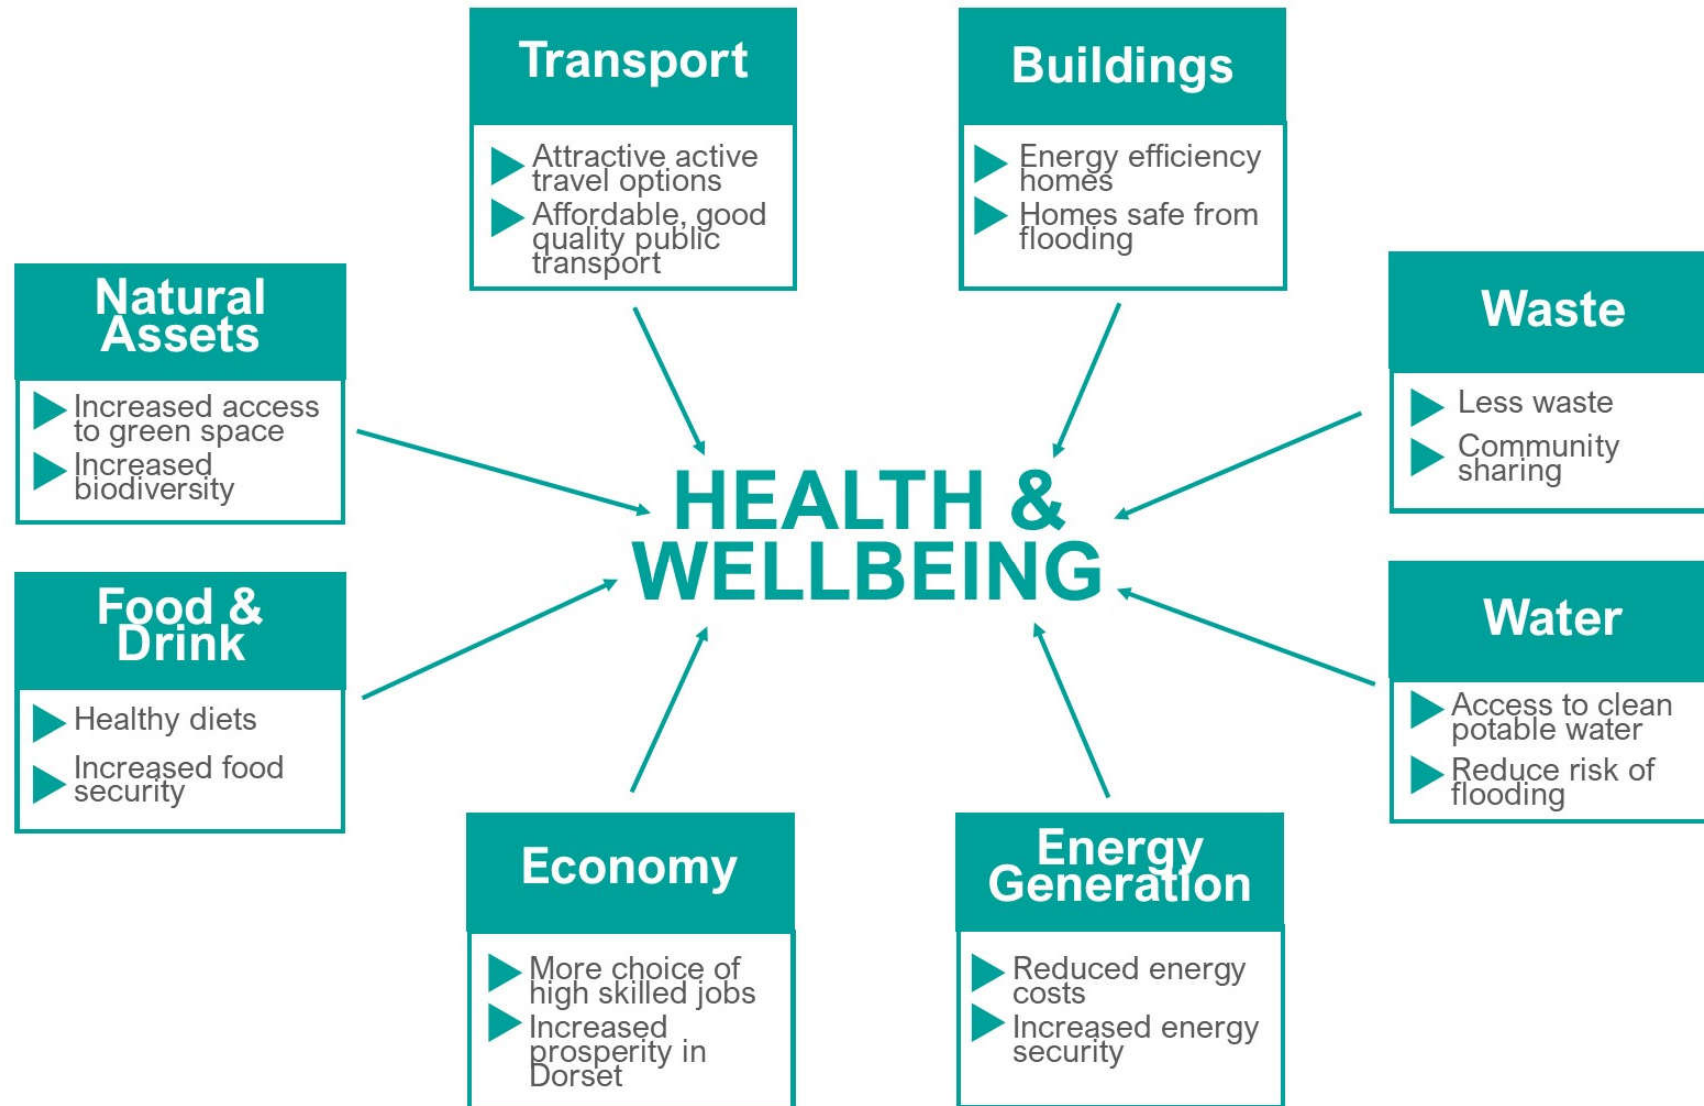 Transport
Attractive active
travel options
Affordable, good
quality public
transport
Buildings
Energy efficiency
homes
Homes safe from
flooding
Natural
Assets
Increased access
to green space
Increased
biodiversity
Waste
Less waste
Community
sharing
HEALTH &
WELLBEING
Food &
Drink
Healthy diets
Increased food
security
Water
Access to clean
potable water
Reduce risk of
flooding
Economy
More choice of
high skilled jobs
Increased
prosperity in
Dorset
Energy
Generation
Reduced energy
costs
Increased energy
security